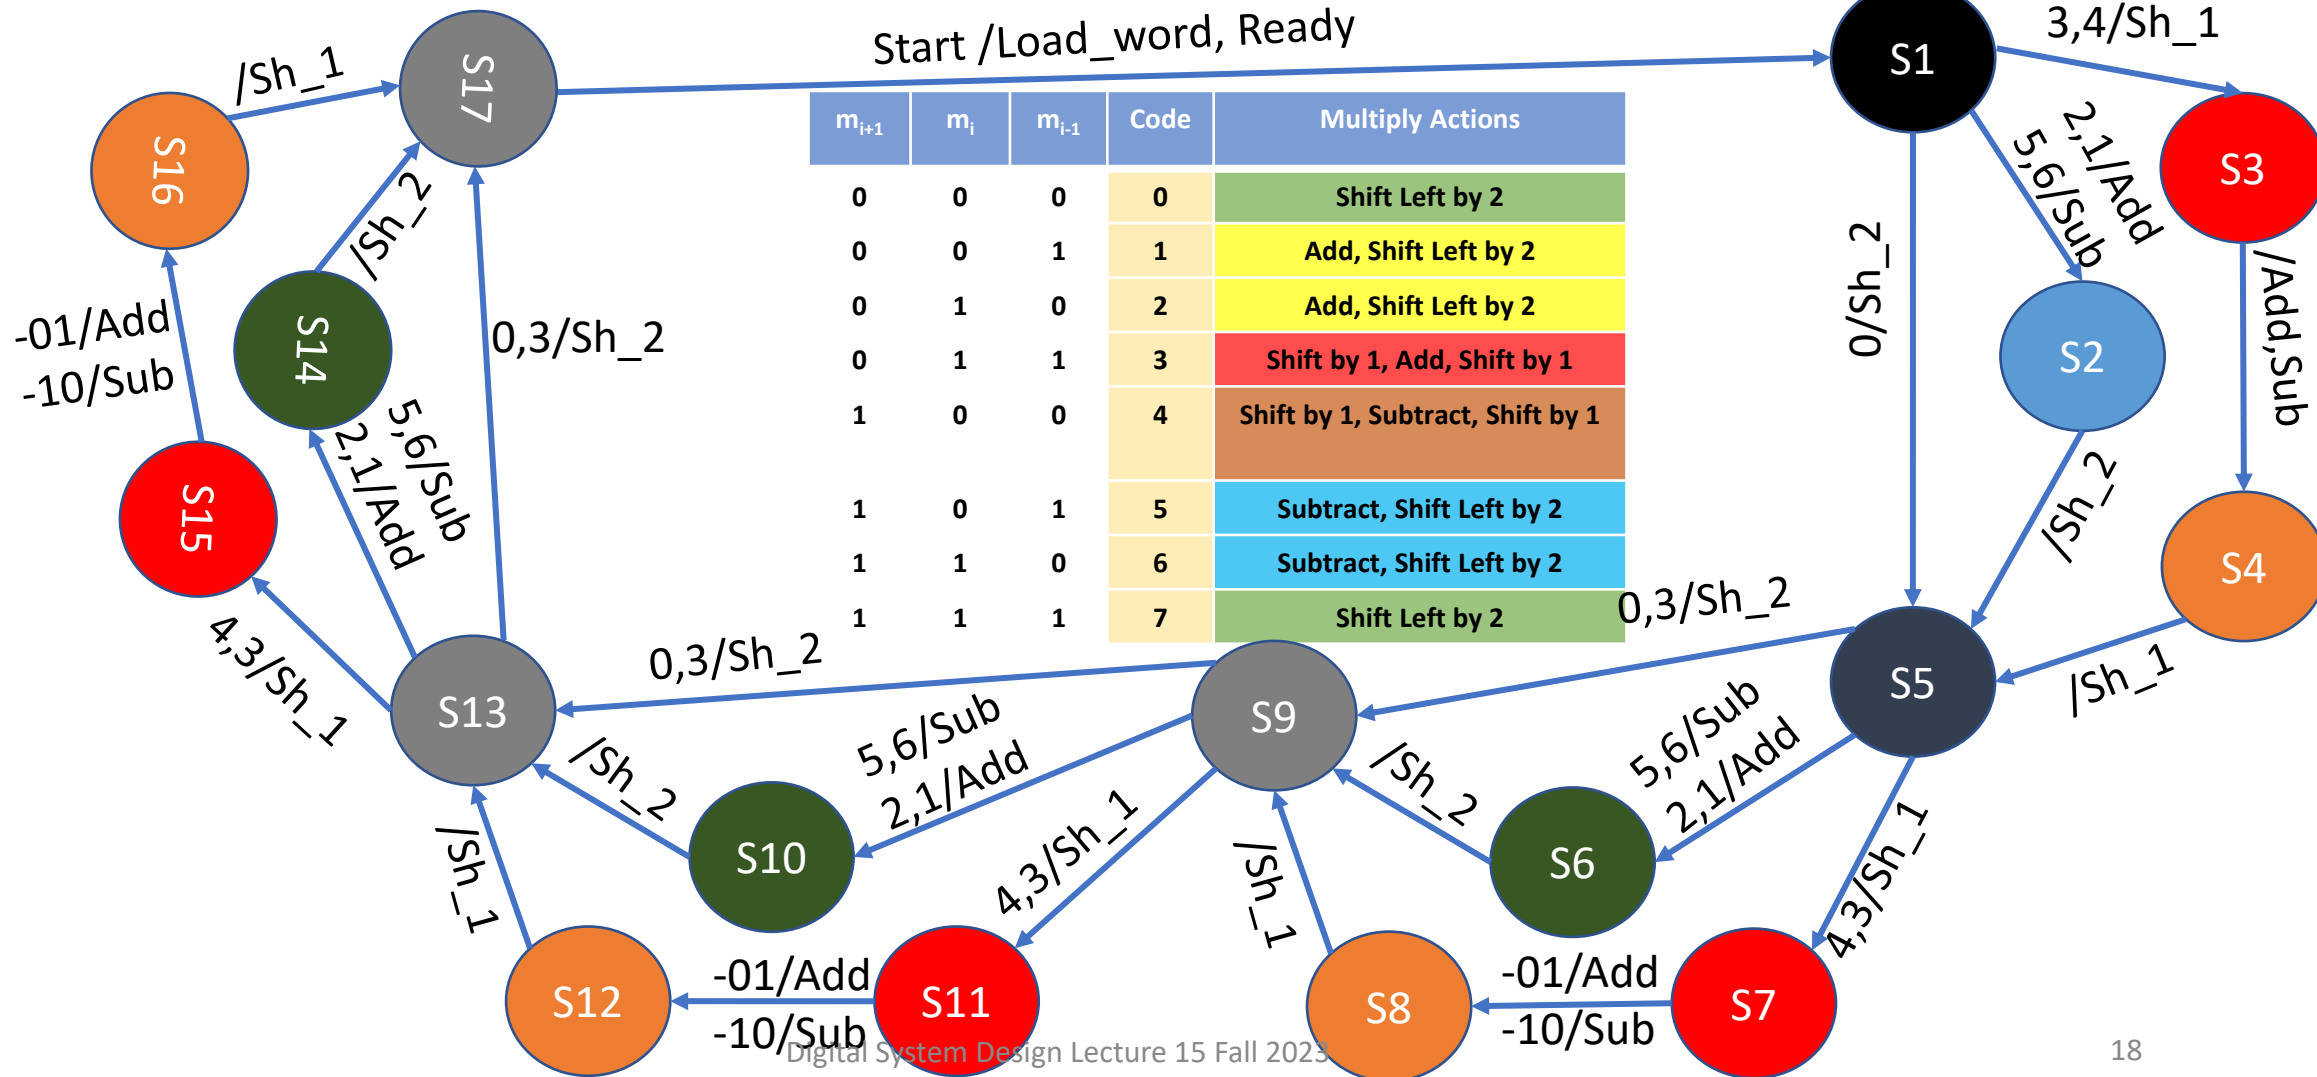 Start /Load_word, Ready
S1
3,4/Sh_1
/Sh_1
S17
S16
2,1/Add
5,6/Sub
S3
m_{i+1} m_i m_{i-1} Code Multiply Actions
0 0 0 0 Shift Left by 2
0 0 1 1 Add, Shift Left by 2
0 1 0 2 Add, Shift Left by 2
0 1 1 3 Shift by 1, Add, Shift by 1
1 0 0 4 Shift by 1, Subtract, Shift by 1
1 0 1 5 Subtract, Shift Left by 2
1 1 0 6 Subtract, Shift Left by 2
1 1 1 7 Shift Left by 2
/Sh_2
0/Sh_2
/Add,Sub
-01/Add
-10/Sub
S14
0,3/Sh_2
S2
5,6/Sub
2,1/Add
S15
/Sh_2
S4
4,3/Sh_1
0,3/Sh_2
0,3/Sh_2
/Sh_1
S13
S9
S5
/Sh_2
5,6/Sub
2,1/Add
/Sh_2
5,6/Sub
2,1/Add
/Sh_1
S10
4,3/Sh_1
/Sh_1
S6
4,3/Sh_1
S12
-01/Add
-10/Sub
S11
S8
-01/Add
-10/Sub
S7
Digital System Design Lecture 15 Fall 2023
18